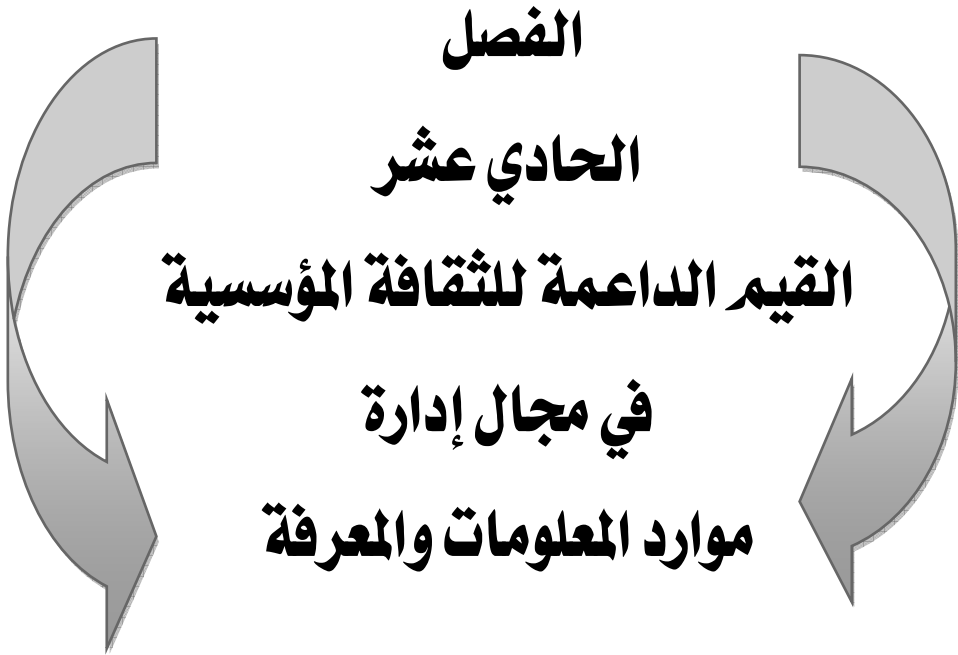 الفصل
الحادي عشر
القيم الداعمة للثقافة المؤسسية
في مجال إدارة
موارد المعلومات والمعرفة